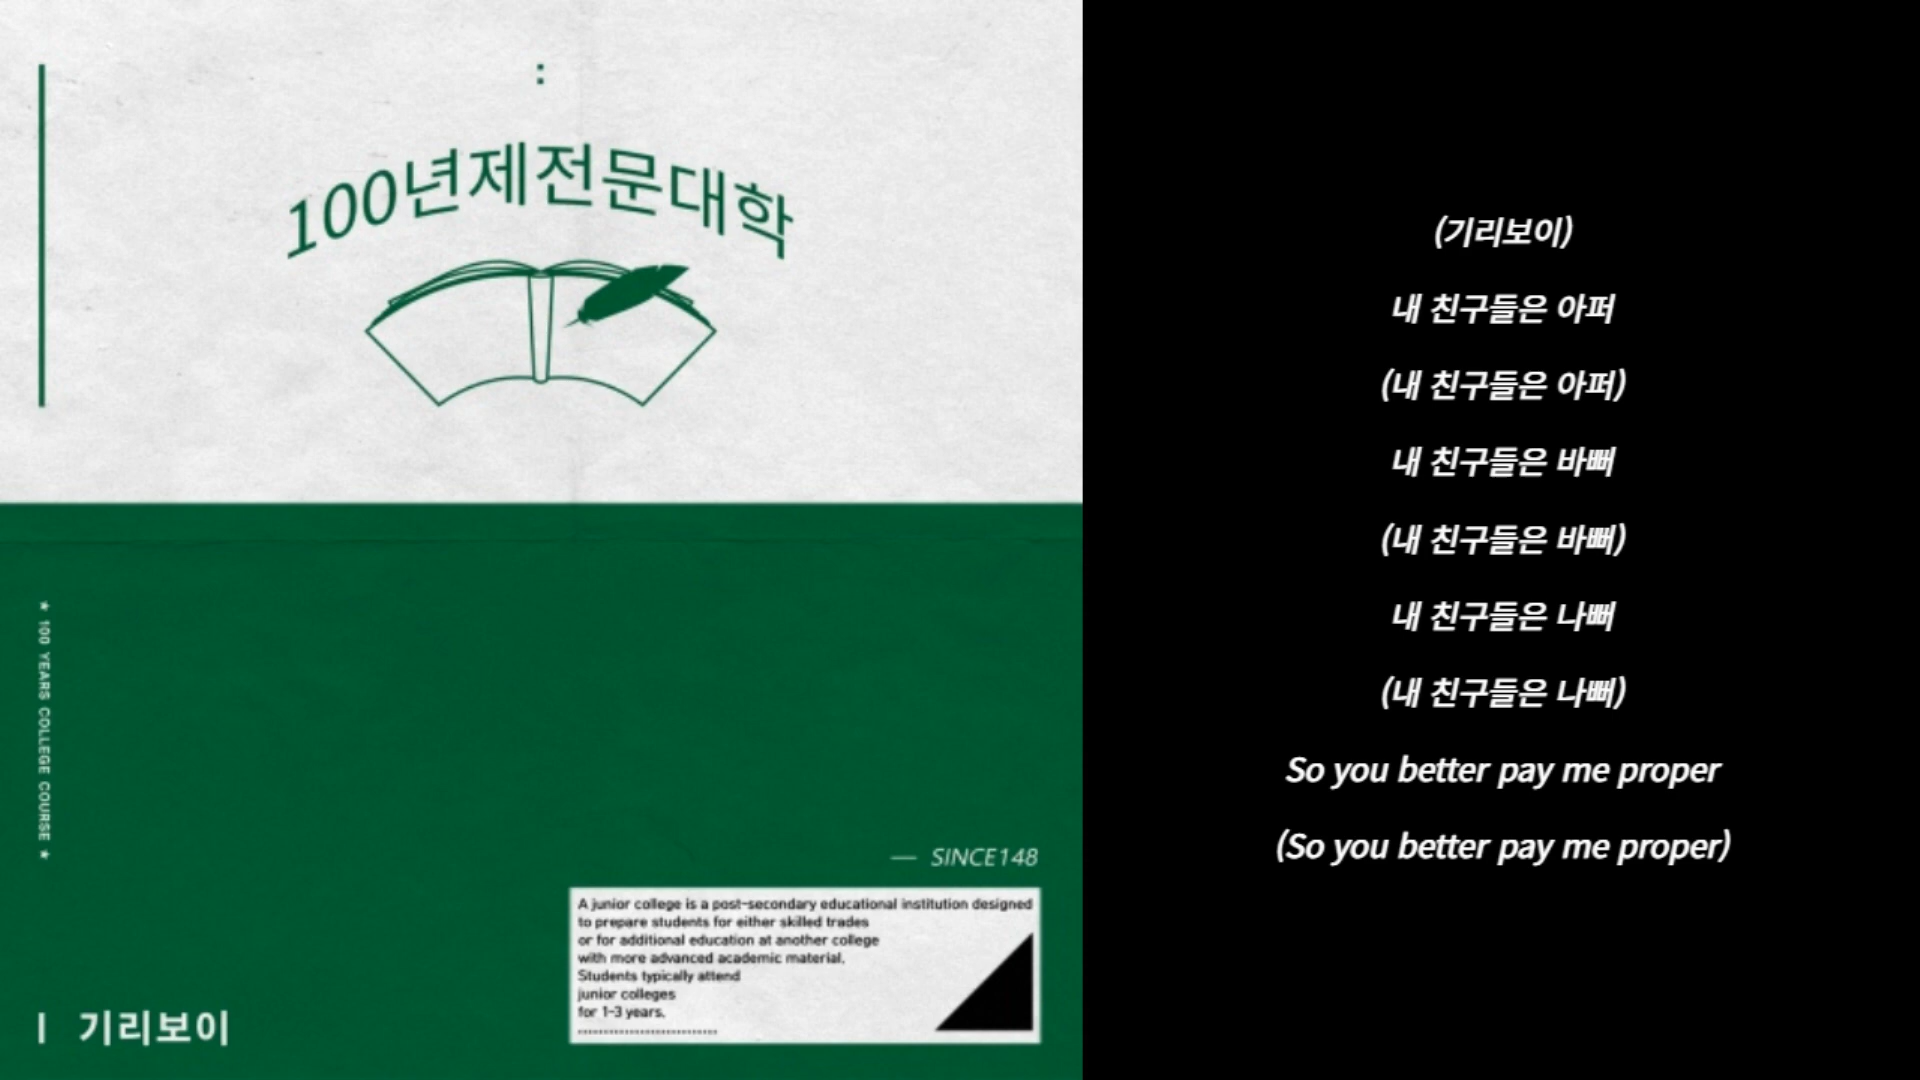 :
100년제전문대학
★ 100 YEARS COLLEGE COURSE ★
— SINCE148
A junior college is a post-secondary educational institution designed
to prepare students for either skilled trades
or for additional education at another college
with more advanced academic material.
Students typically attend
junior colleges
for 1-3 years.
| 기리보이
(기리보이)
내 친구들은 아퍼
(내 친구들은 아퍼)
내 친구들은 바뻐
(내 친구들은 바뻐)
내 친구들은 나뻐
(내 친구들은 나뻐)
So you better pay me proper
(So you better pay me proper)